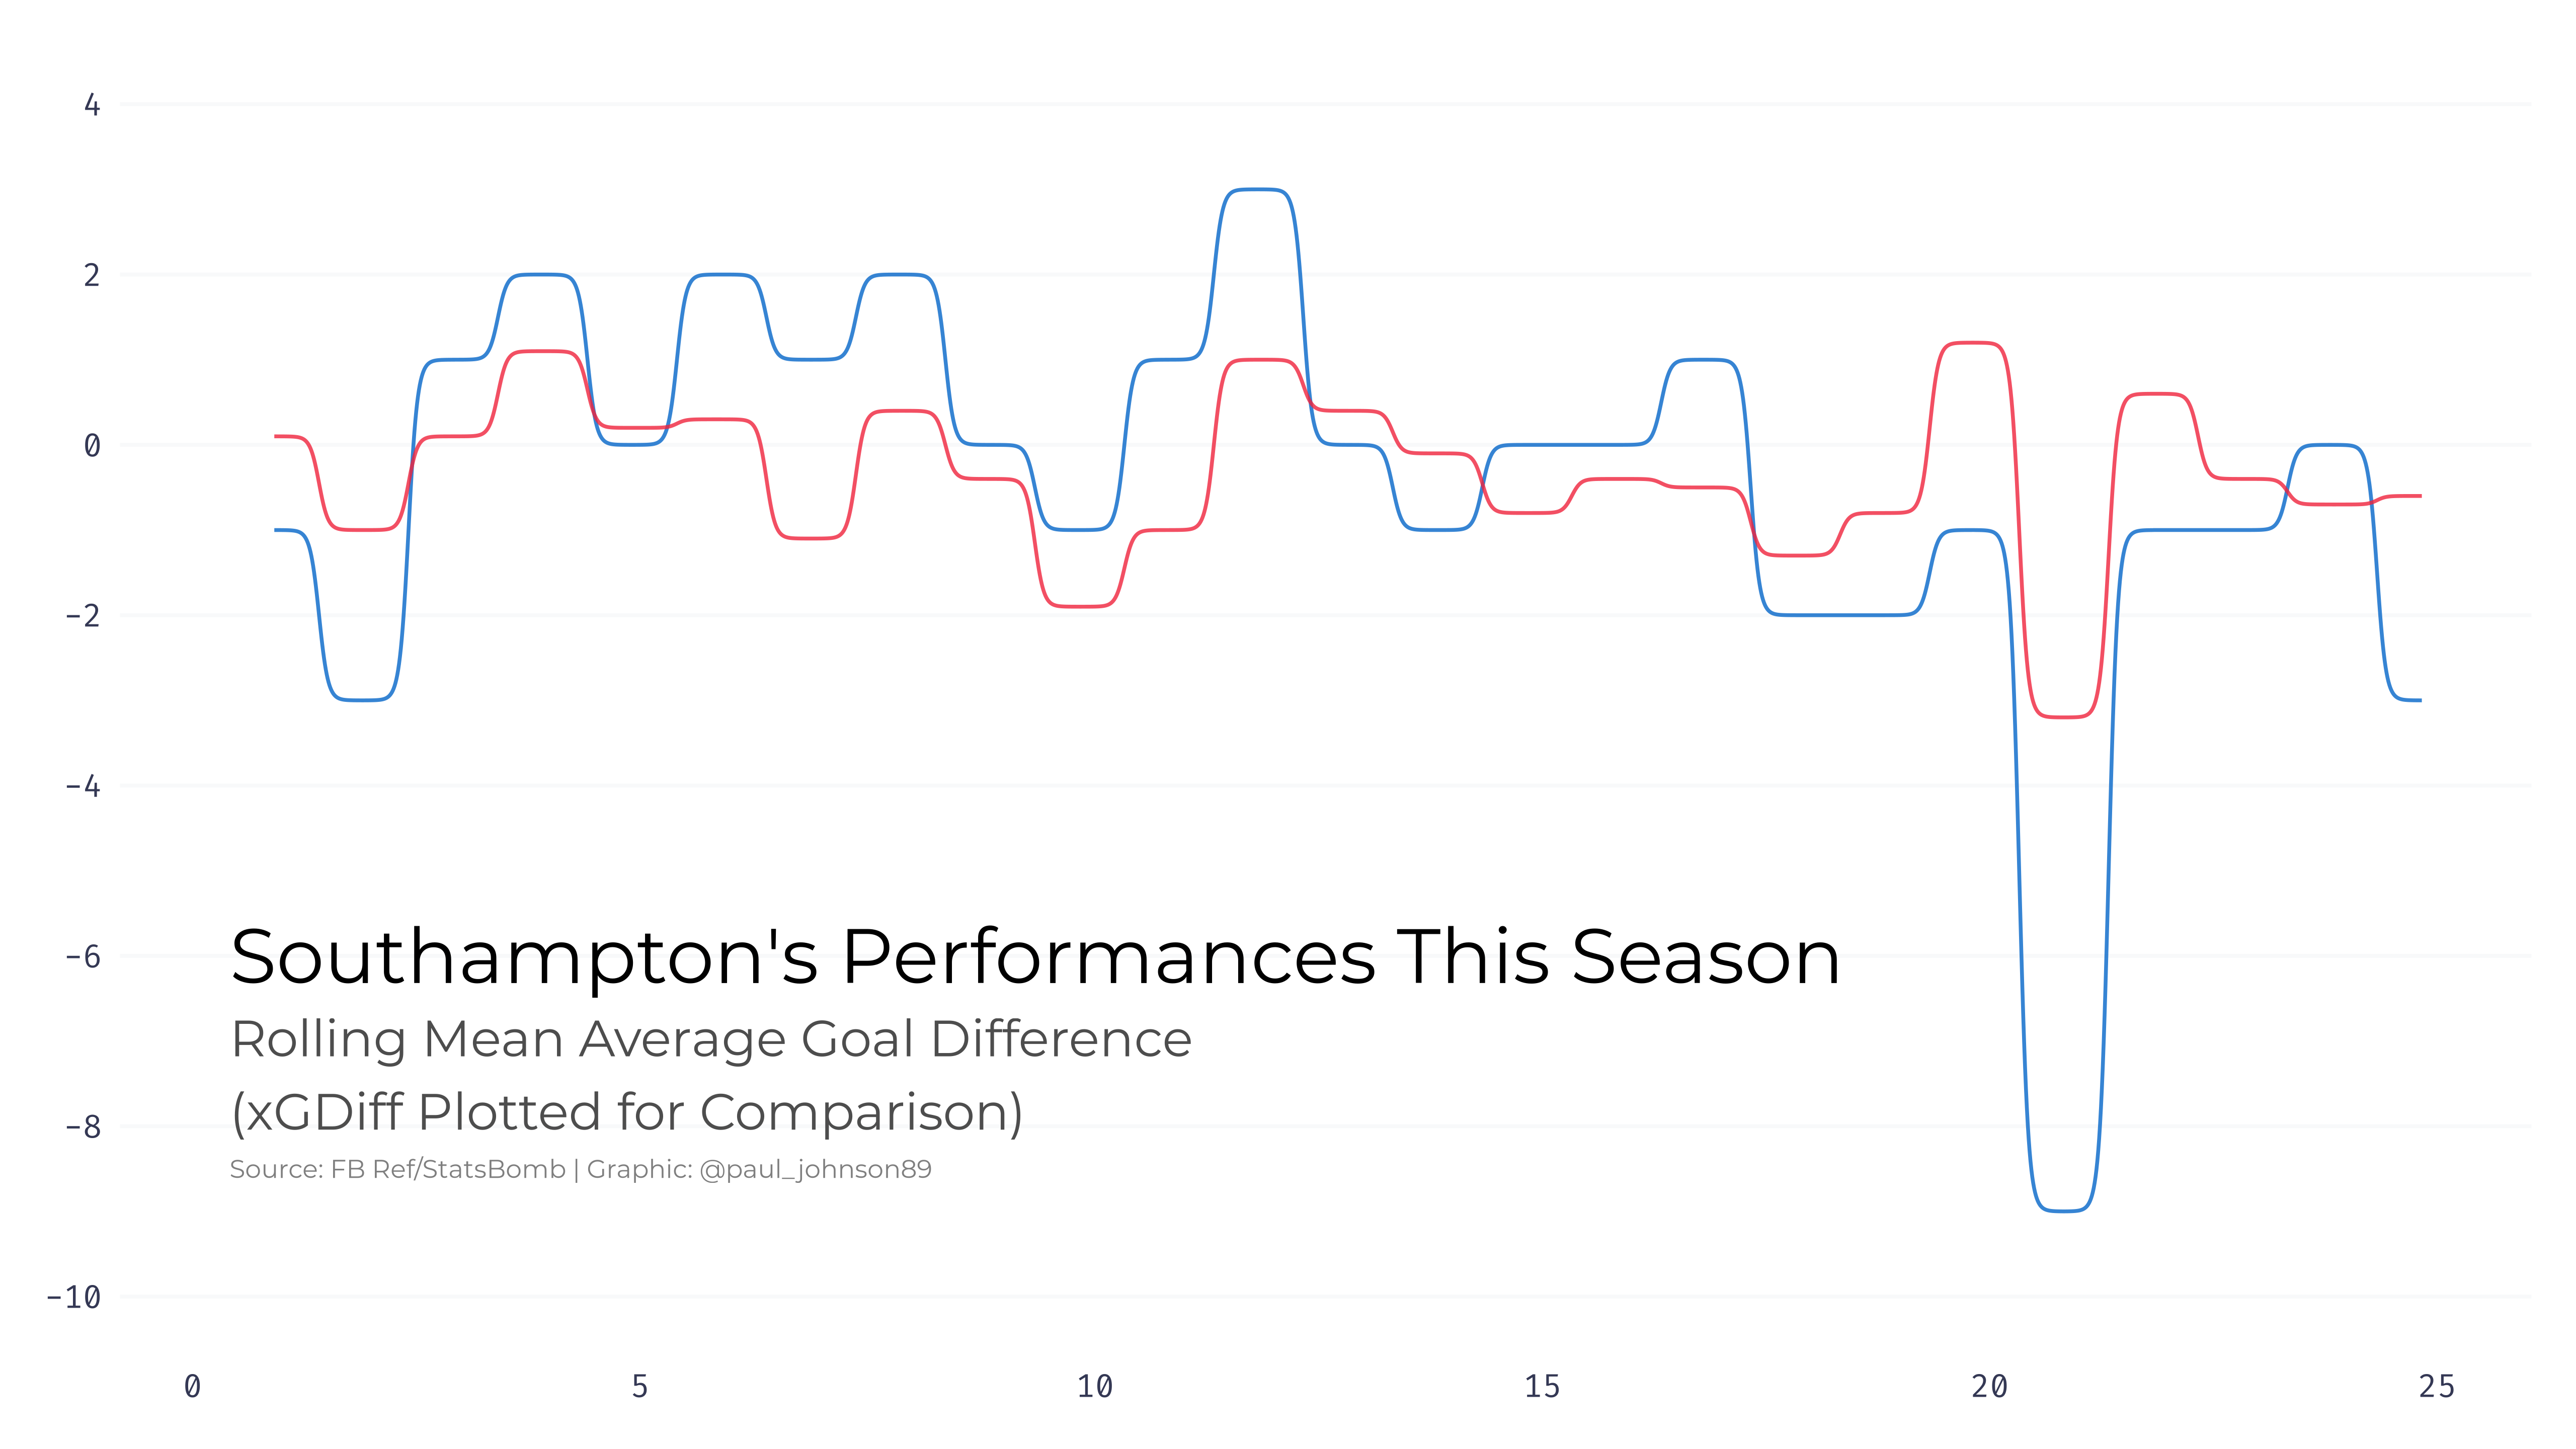 4
2
0
-2
-4
-6
-8
-10
Southampton's Performances This Season
Rolling Mean Average Goal Difference
(xGDiff Plotted for Comparison)
Source: FB Ref/StatsBomb | Graphic: @paul_johnson89
0 5 10 15 20 25